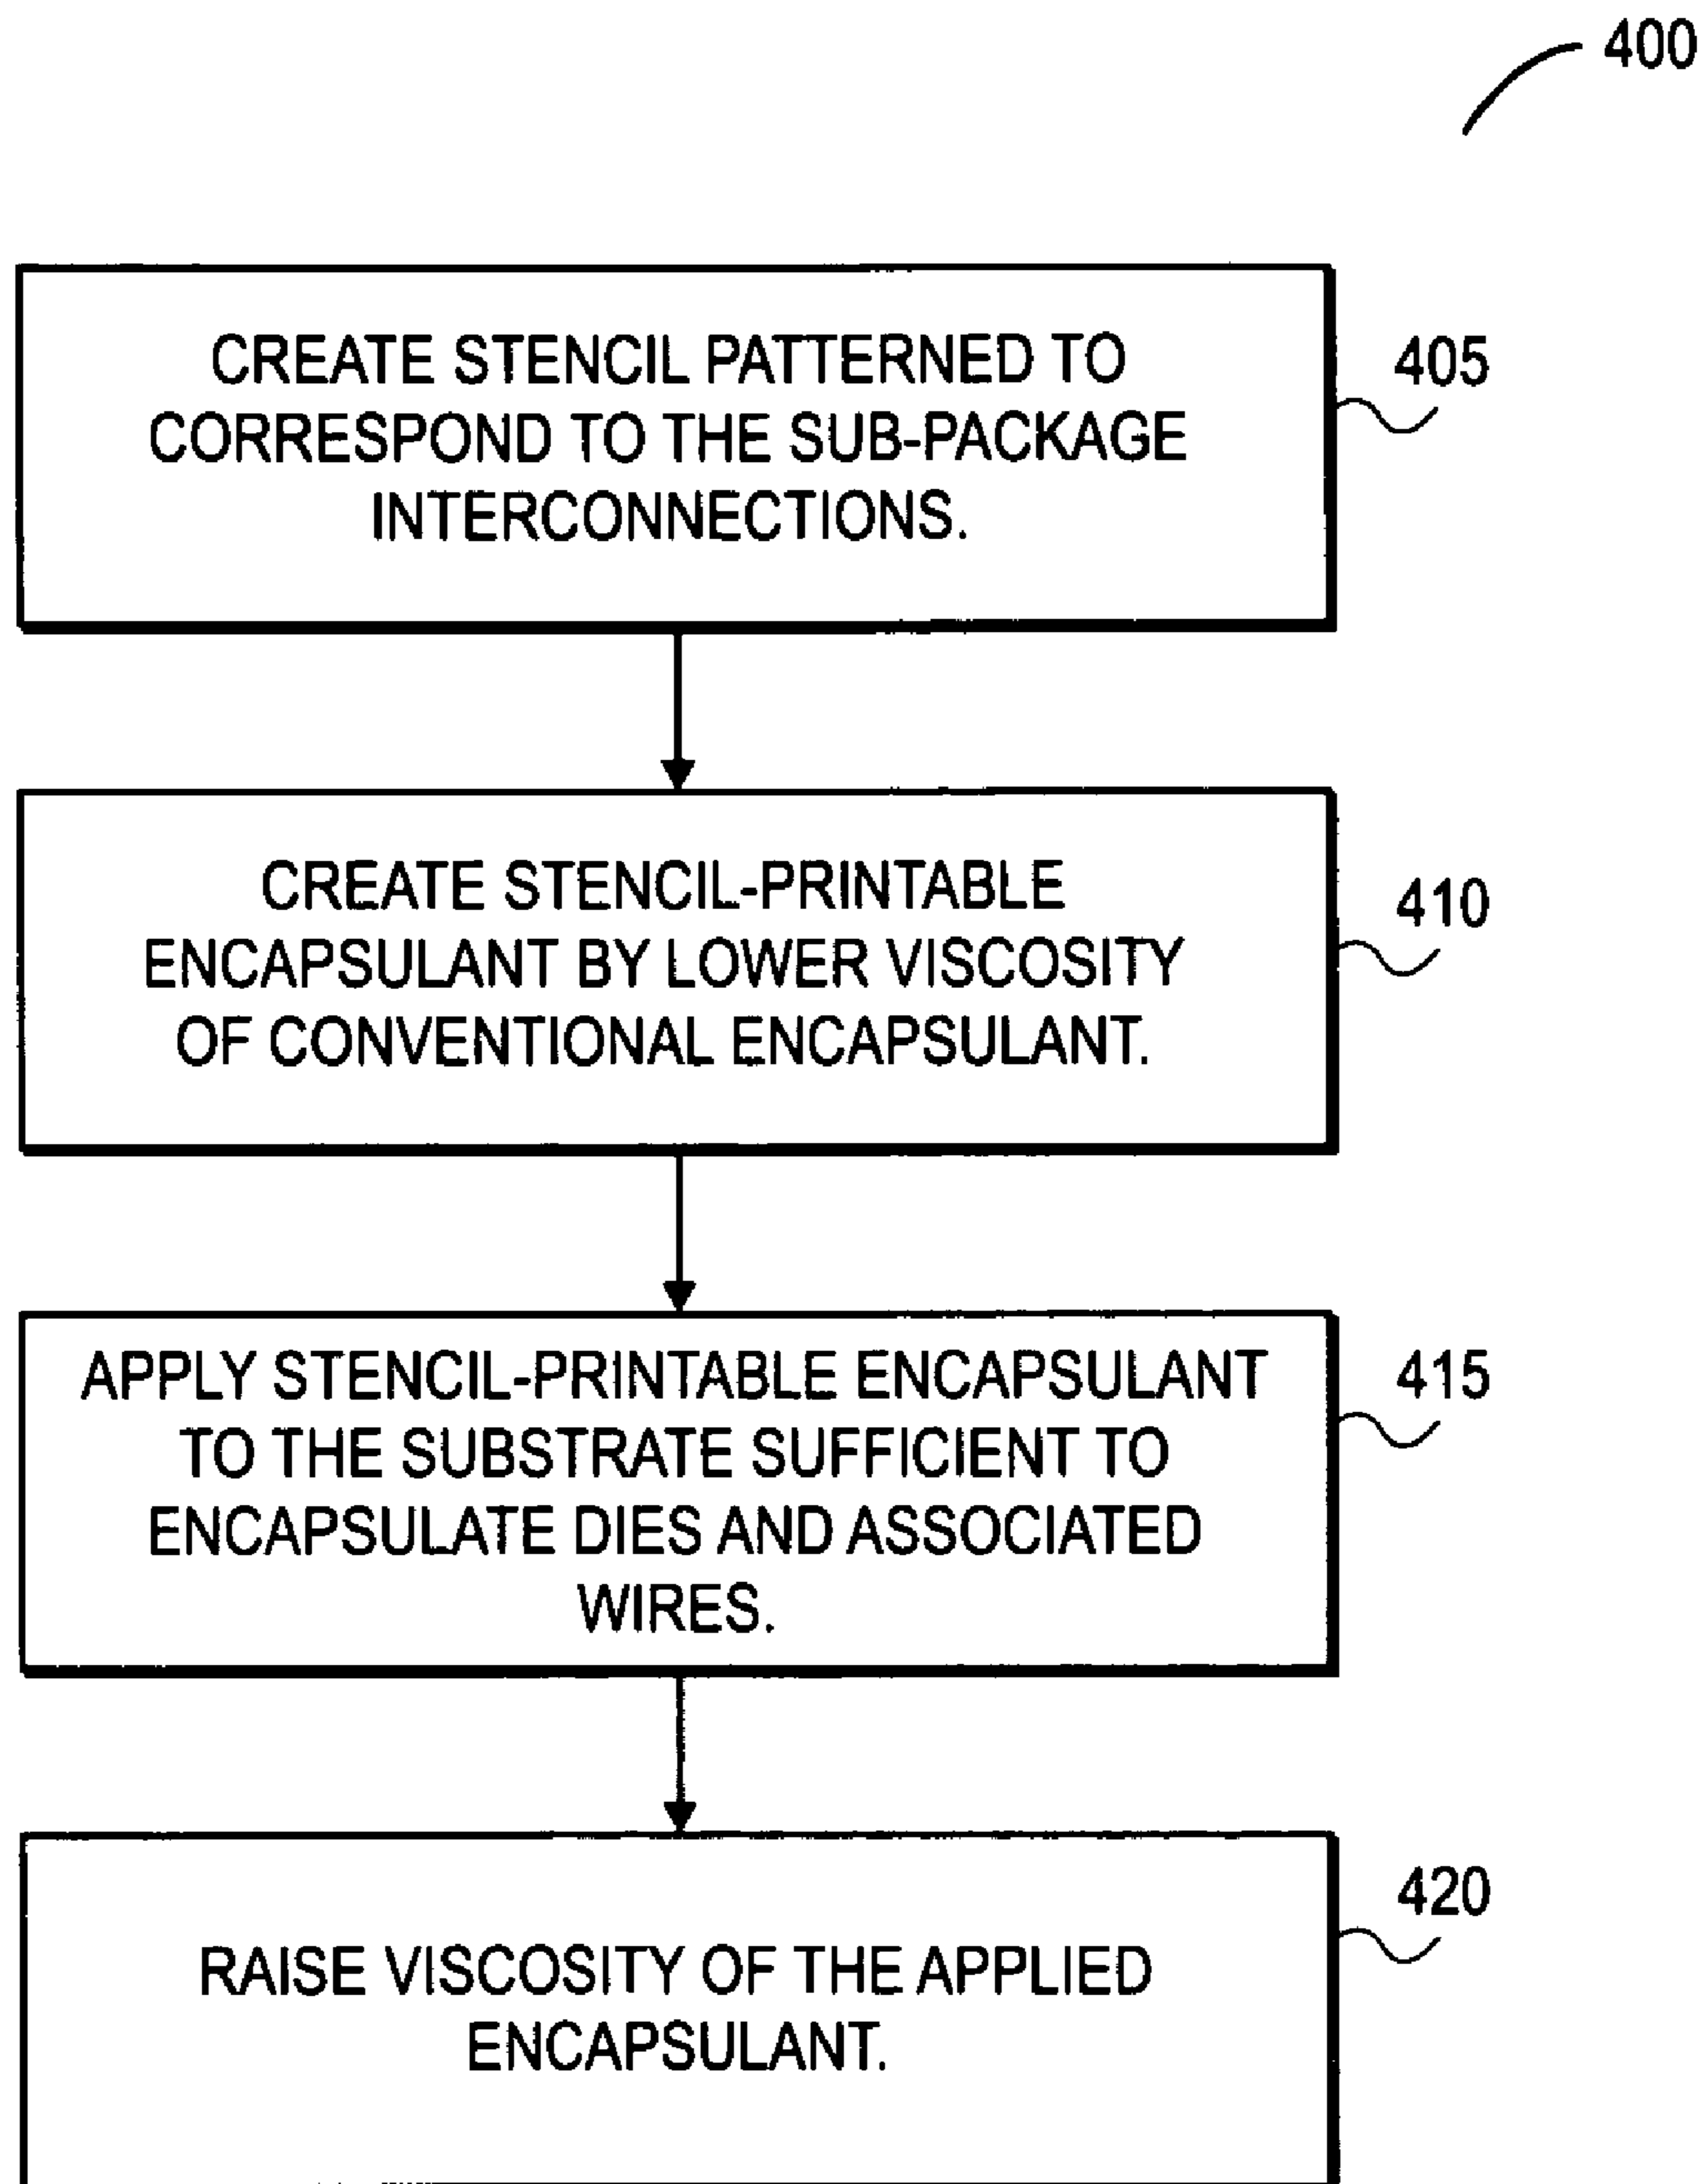 400
CREATE STENCIL PATTERNED TO
CORRESPOND TO THE SUB-PACKAGE
INTERCONNECTIONS.
405
CREATE STENCIL-PRINTABLE
ENCAPSULANT BY LOWER VISCOSITY
OF CONVENTIONAL ENCAPSULANT.
410
APPLY STENCIL-PRINTABLE ENCAPSULANT
TO THE SUBSTRATE SUFFICIENT TO
ENCAPSULATE DIES AND ASSOCIATED
WIRES.
415
RAISE VISCOSITY OF THE APPLIED
ENCAPSULANT.
420